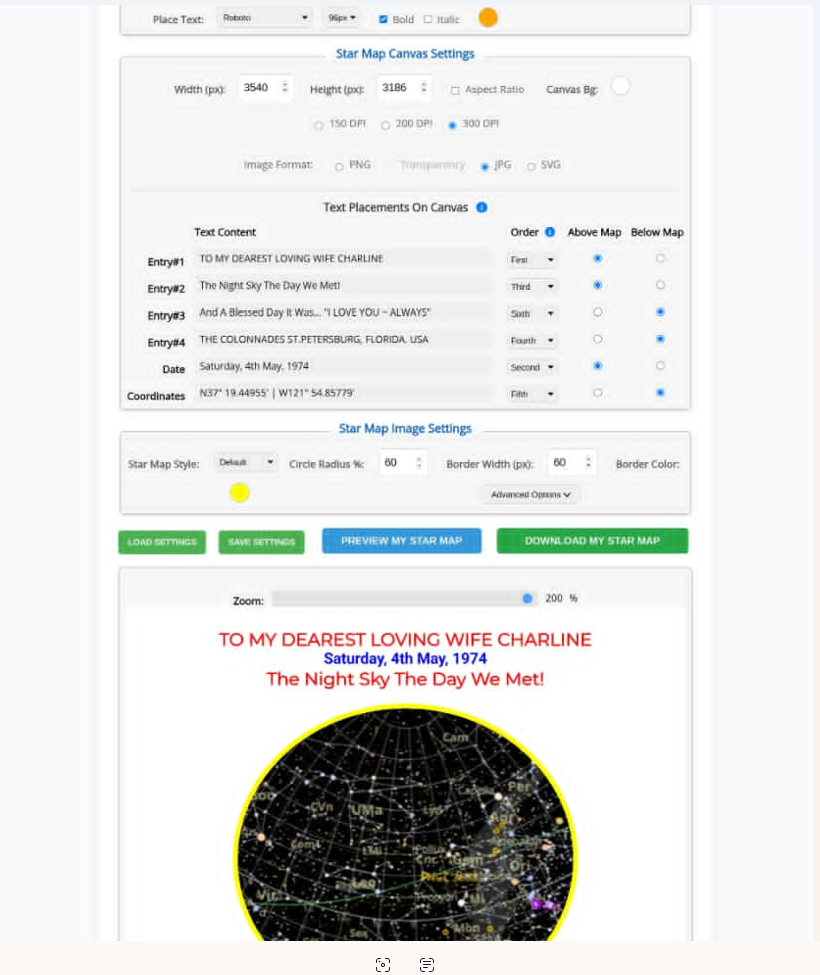 Place Text: Roboto 96px Bold Italic
Star Map Canvas Settings
Width (px): 3540 Height (px): 3186 Aspect Ratio Canvas Bg:
150 DPI 200 DPI 300 DPI
Image Format: PNG Transparency JPG SVG
Text Placements On Canvas
Text Content Order Above Map Below Map
Entry#1 TO MY DEAREST LOVING WIFE CHARLINE First
Entry#2 The Night Sky The Day We Met! Third
Entry#3 And A Blessed Day It Was... "I LOVE YOU ~ ALWAYS" Sixth
Entry#4 THE COLONNADES ST.PETERSBURG, FLORIDA. USA Fourth
Date Saturday, 4th May, 1974 Second
Coordinates N37° 19.44955' | W121° 54.85779' Fifth
Star Map Image Settings
Star Map Style: Default Circle Radius %: 60 Border Width (px): 60 Border Color:
Advanced Options
LOAD SETTINGS SAVE SETTINGS PREVIEW MY STAR MAP DOWNLOAD MY STAR MAP
Zoom: 200 %
TO MY DEAREST LOVING WIFE CHARLINE
Saturday, 4th May, 1974
The Night Sky The Day We Met!
Cam
Per
CVn UMa Lyn
Aur
Com LMi
Cnc Gem Ori
Leo
Vir
CMi
Mon
Sex